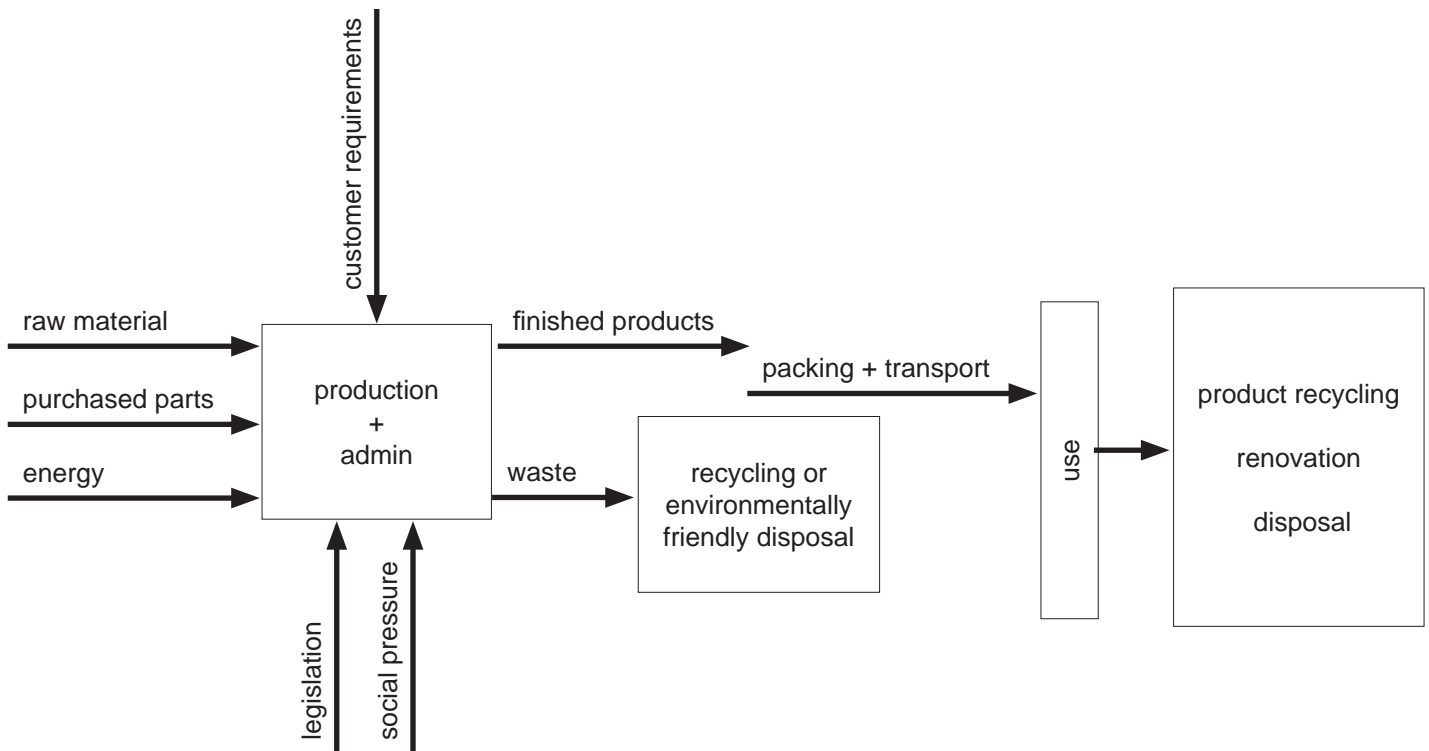 customer requirements
raw material
purchased parts
energy
production
+
admin
legislation
social pressure
finished products
waste
recycling or
environmentally
friendly disposal
packing + transport
use
product recycling
renovation
disposal